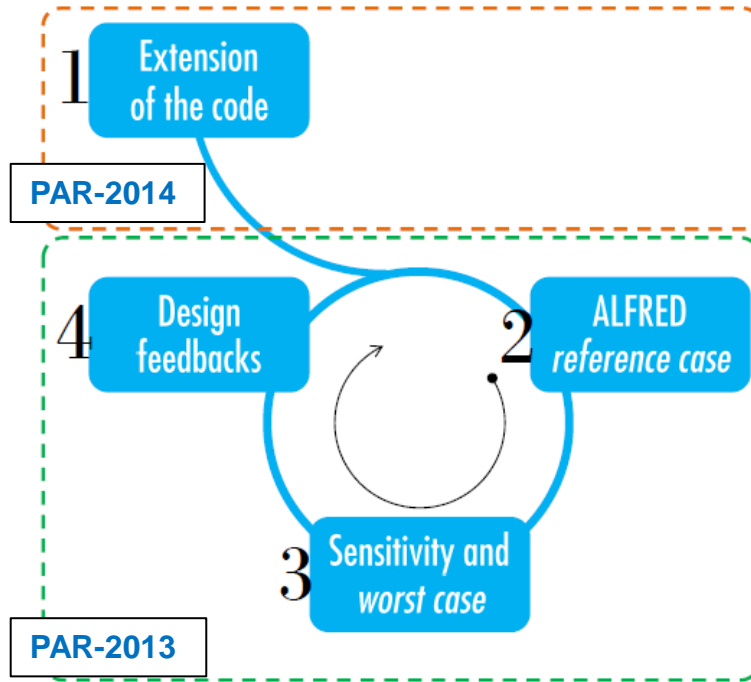 1
Extension
of the code
PAR-2014
4
Design
feedbacks
2
ALFRED
reference case
3
Sensitivity and
worst case
PAR-2013